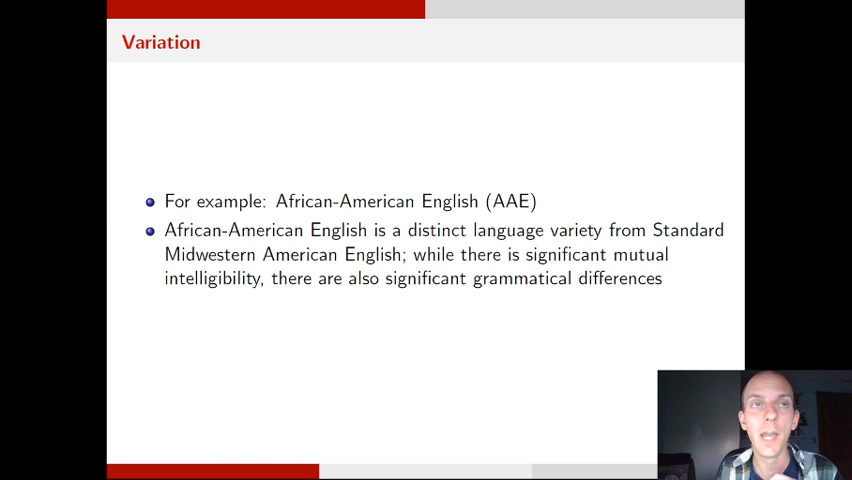 Variation
For example: African-American English (AAE)
African-American English is a distinct language variety from Standard
Midwestern American English; while there is significant mutual
intelligibility, there are also significant grammatical differences